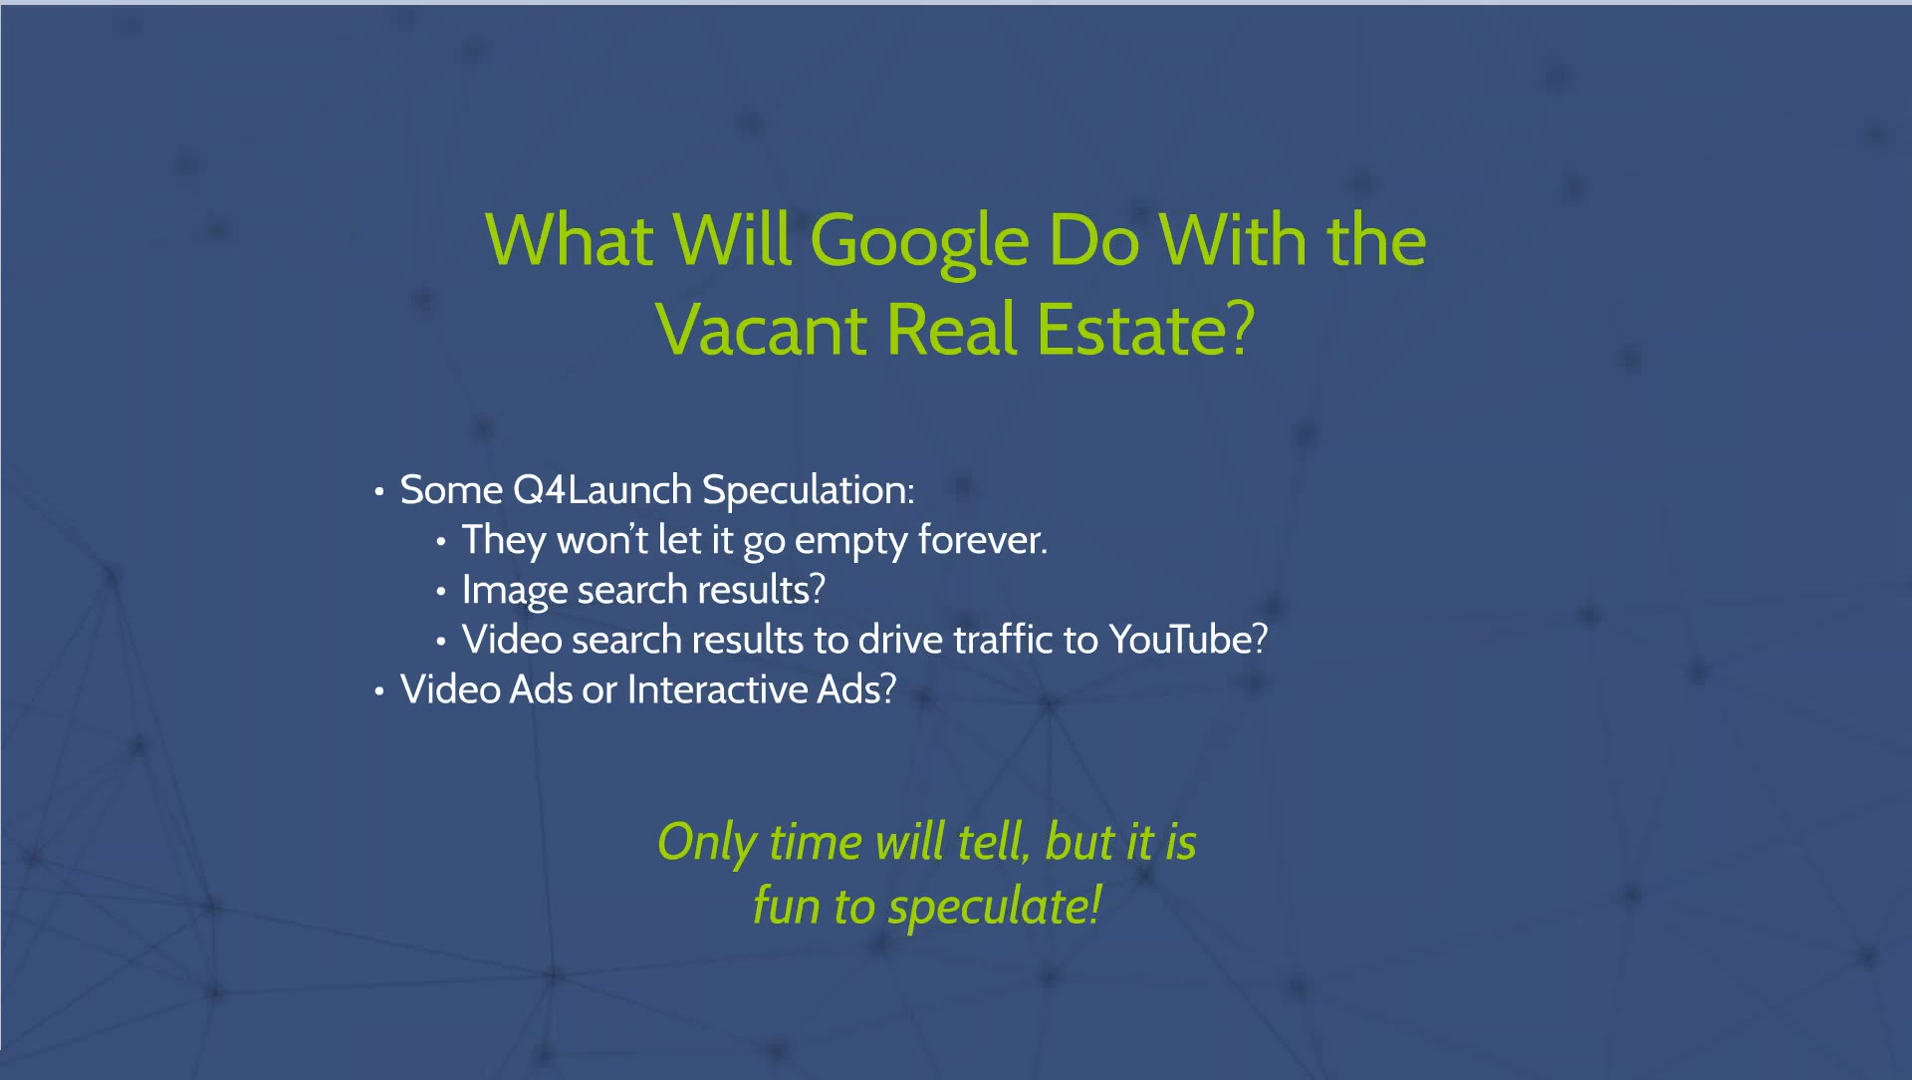 What Will Google Do With the
Vacant Real Estate?
• Some Q4Launch Speculation:
• They won’t let it go empty forever.
• Image search results?
• Video search results to drive traffic to YouTube?
• Video Ads or Interactive Ads?
Only time will tell, but it is
fun to speculate!